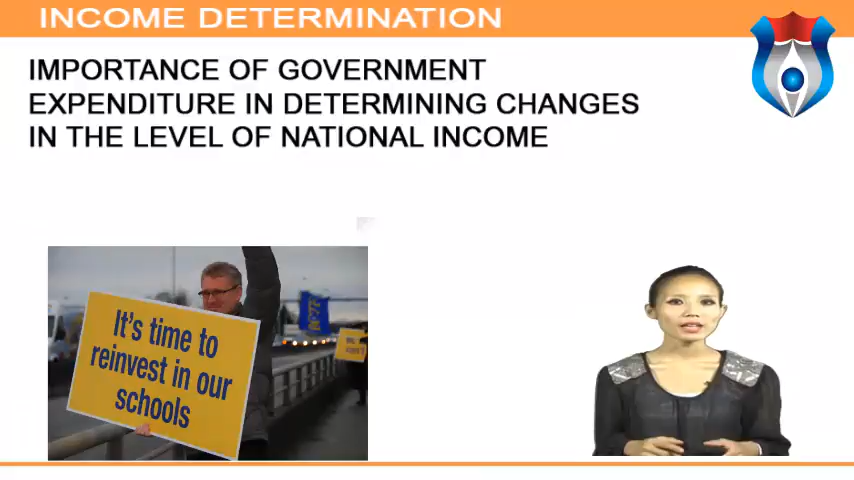 INCOME DETERMINATION
IMPORTANCE OF GOVERNMENT
EXPENDITURE IN DETERMINING CHANGES
IN THE LEVEL OF NATIONAL INCOME
It's time to
reinvest in our
schools